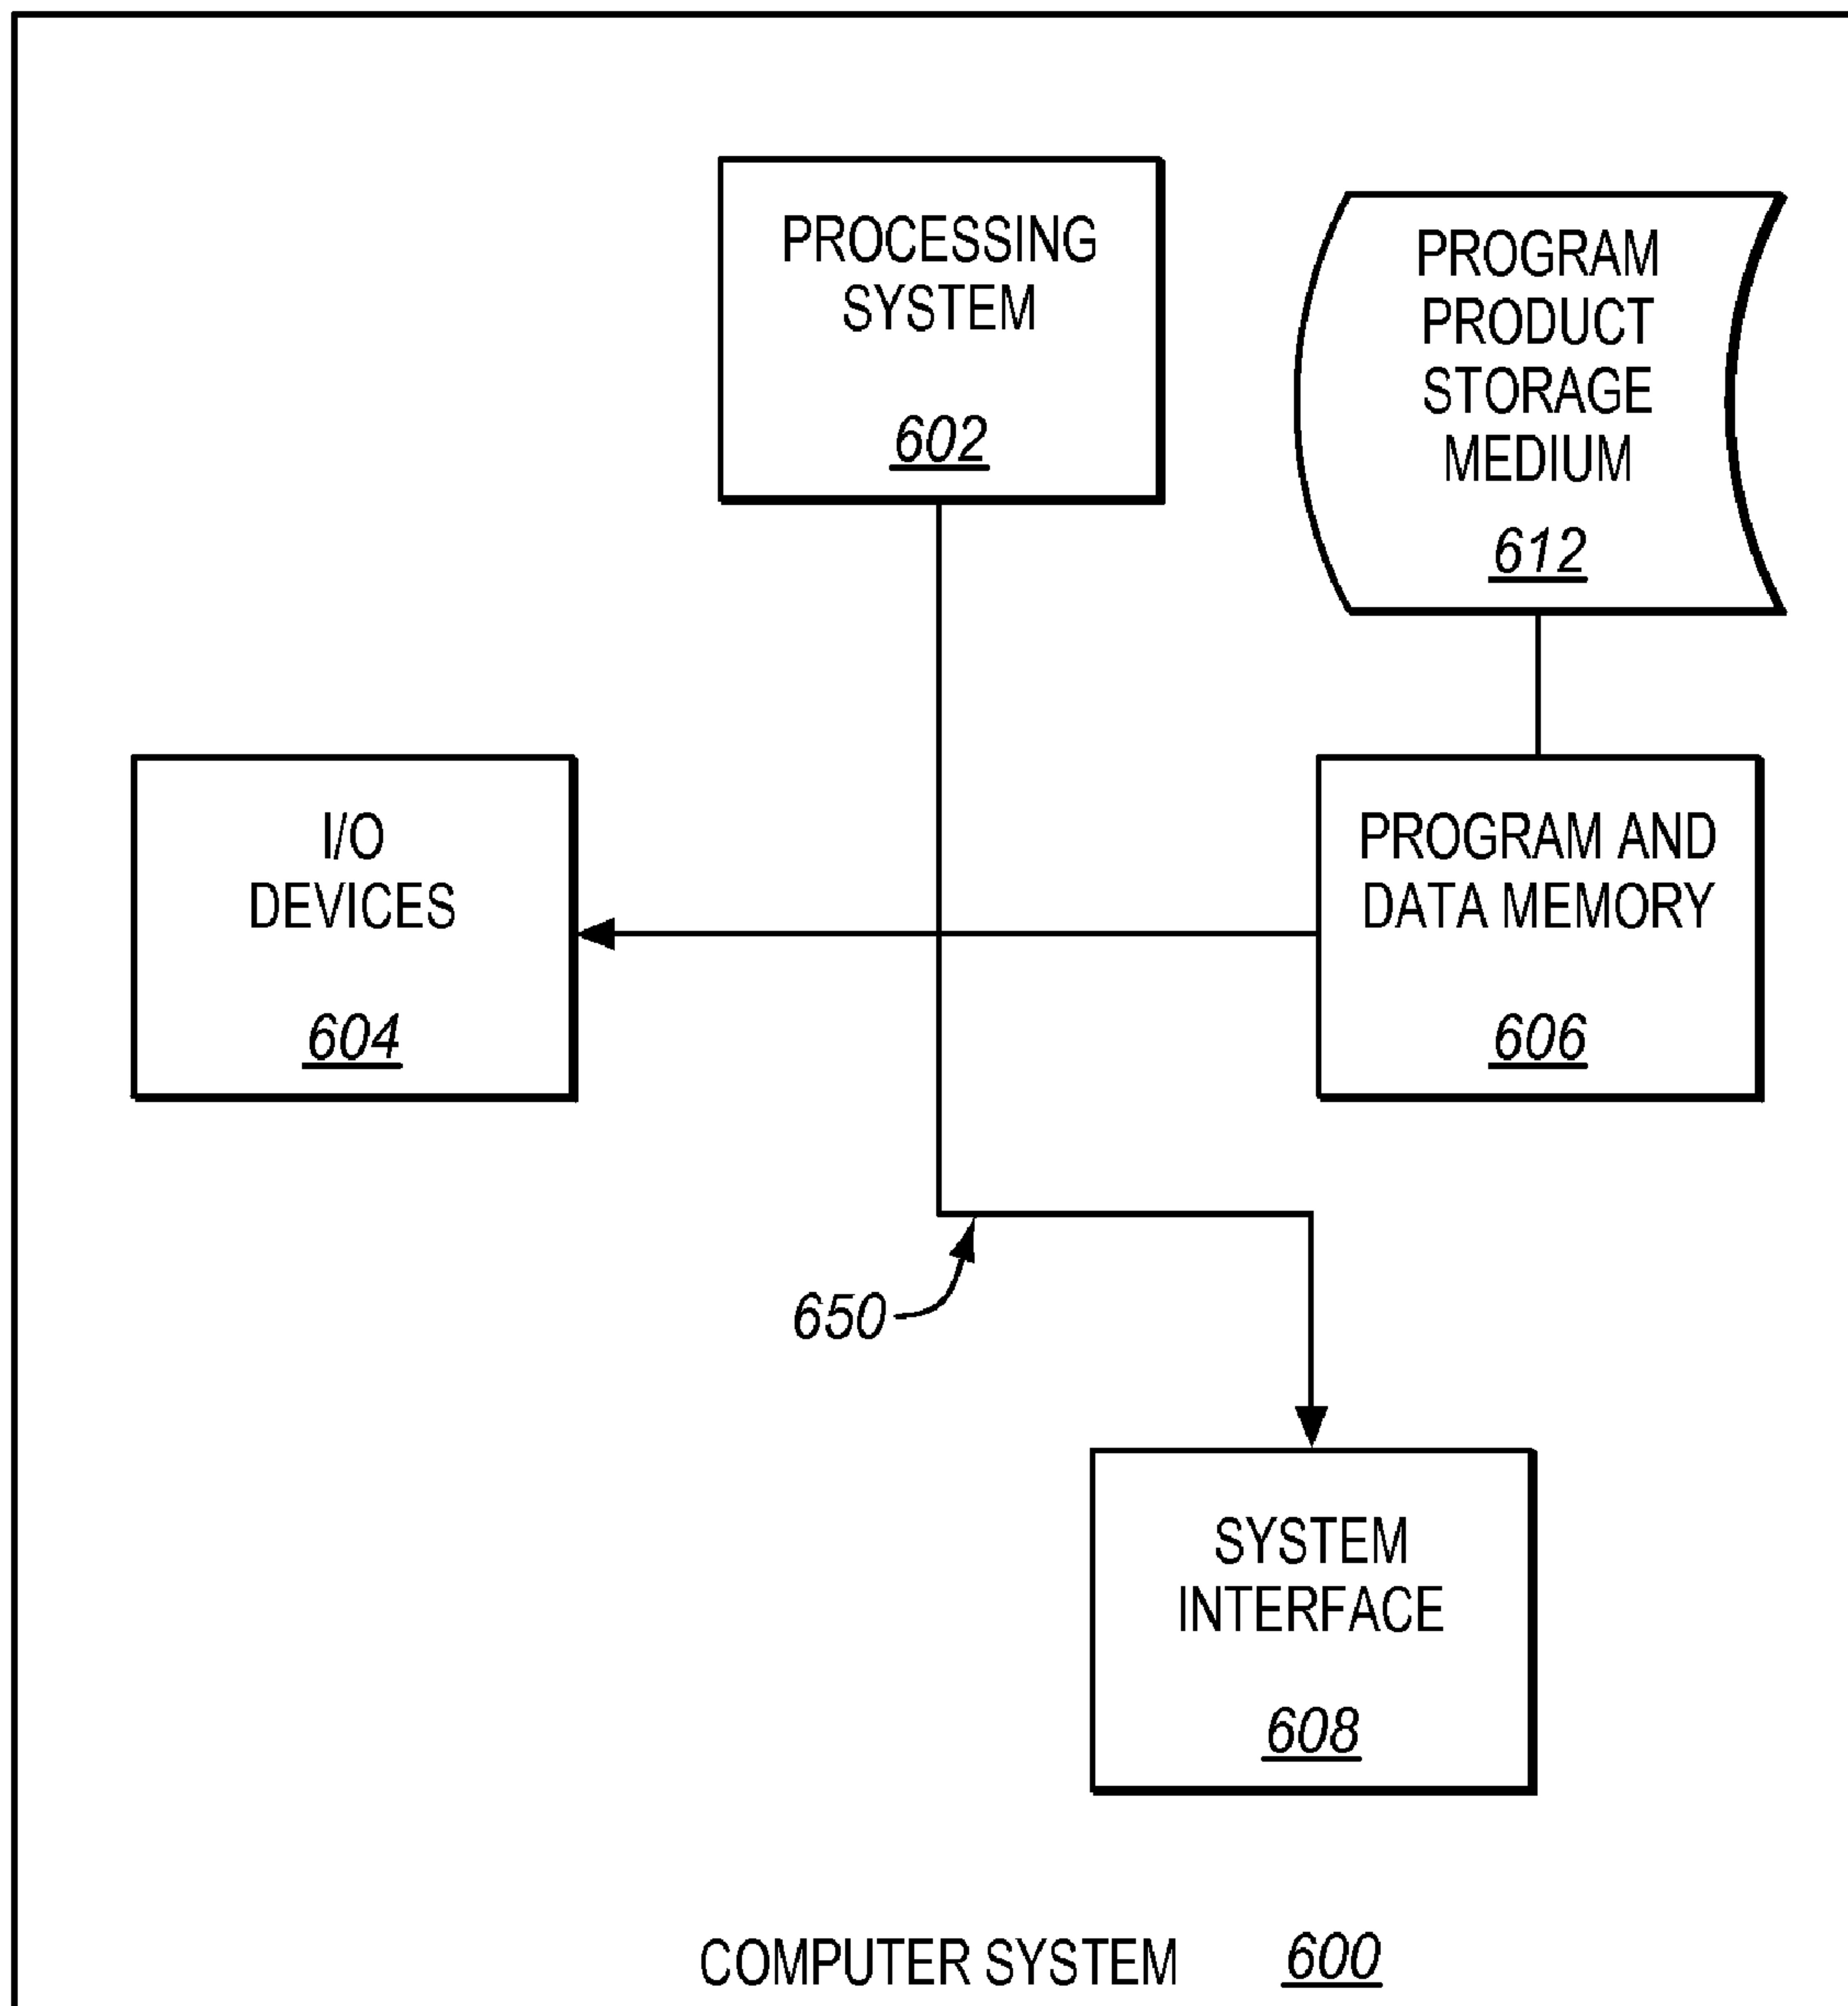 PROCESSING
SYSTEM
602
PROGRAM
PRODUCT
STORAGE
MEDIUM
612
I/O
DEVICES
604
PROGRAM AND
DATA MEMORY
606
650
SYSTEM
INTERFACE
608
COMPUTER SYSTEM 600